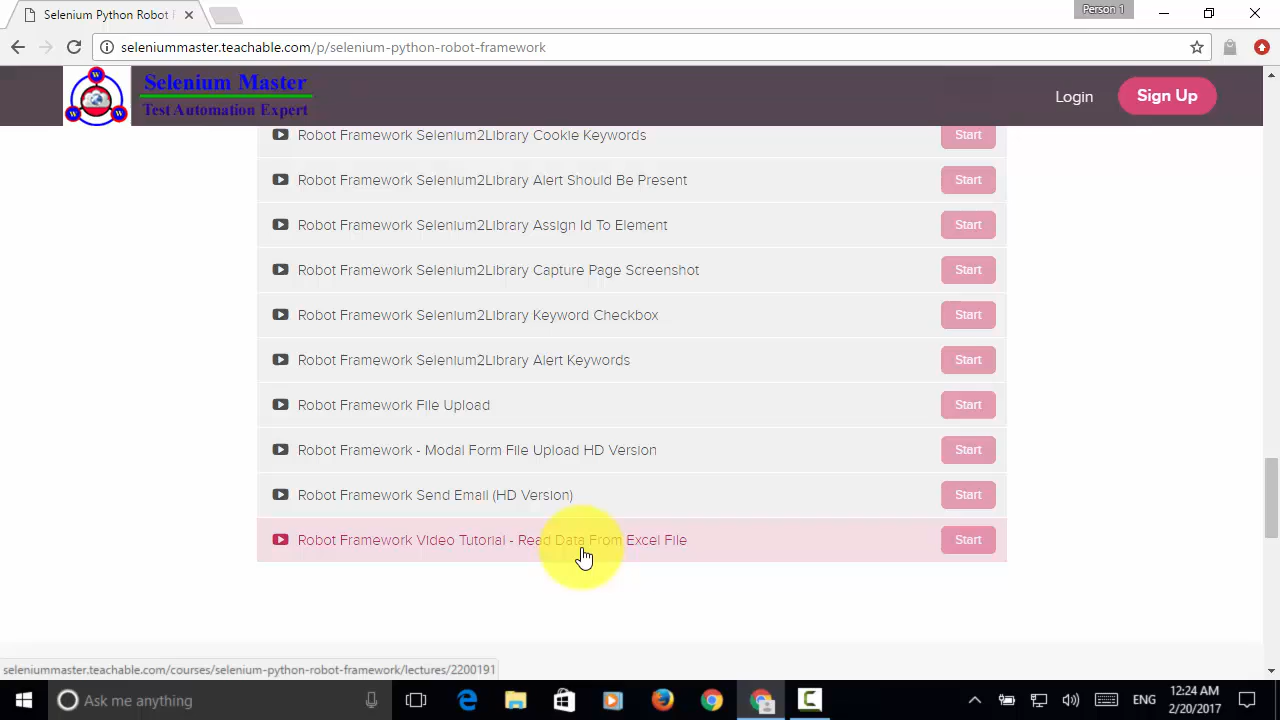 Selenium Python Robot F
Person 1
seleniummaster.teachable.com/p/selenium-python-robot-framework
Selenium Master
Test Automation Expert
Login
Sign Up
Robot Framework Selenium2Library Cookie Keywords
Start
Robot Framework Selenium2Library Alert Should Be Present
Start
Robot Framework Selenium2Library Assign Id To Element
Start
Robot Framework Selenium2Library Capture Page Screenshot
Start
Robot Framework Selenium2Library Keyword Checkbox
Start
Robot Framework Selenium2Library Alert Keywords
Start
Robot Framework File Upload
Start
Robot Framework - Modal Form File Upload HD Version
Start
Robot Framework Send Email (HD Version)
Start
Robot Framework Video Tutorial - Read Data From Excel File
Start
seleniummaster.teachable.com/courses/selenium-python-robot-framework/lectures/2200191
Ask me anything
ENG
12:24 AM
2/20/2017
W
W
W